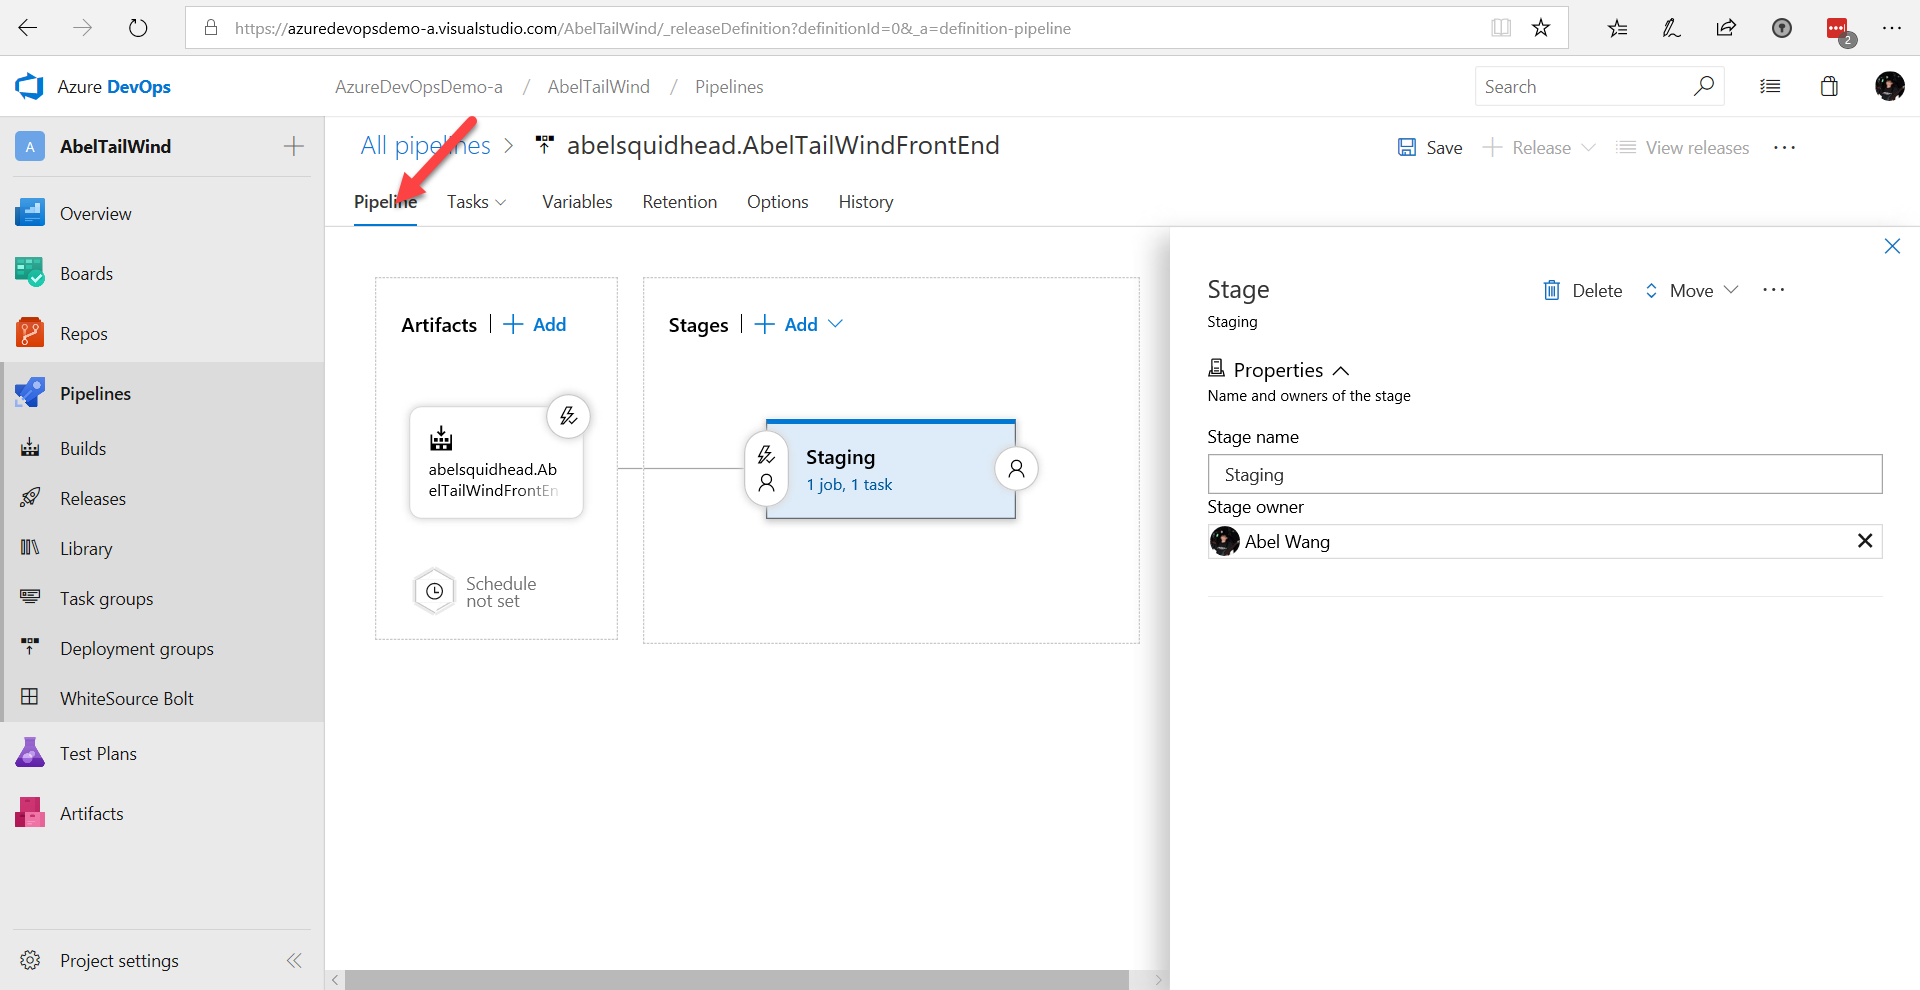 https://azuredevopsdemo-a.visualstudio.com/AbelTailWind/_releaseDefinition?definitionId=0&_a=definition-pipeline
2
Azure DevOps
AzureDevOpsDemo-a / AbelTailWind / Pipelines
Search
A AbelTailWind
All pipelines > abelsquidhead.AbelTailWindFrontEnd
Save
Release
View releases
Pipeline
Tasks
Variables
Retention
Options
History
Overview
Boards
Repos
Pipelines
Builds
Releases
Library
Task groups
Deployment groups
WhiteSource Bolt
Test Plans
Artifacts
Project settings
Artifacts | + Add
abelsquidhead.Ab
elTailWindFrontEn
Schedule
not set
Stages | + Add
Staging
1 job, 1 task
Stage
Delete
Move
Staging
Properties
Name and owners of the stage
Stage name
Staging
Stage owner
Abel Wang